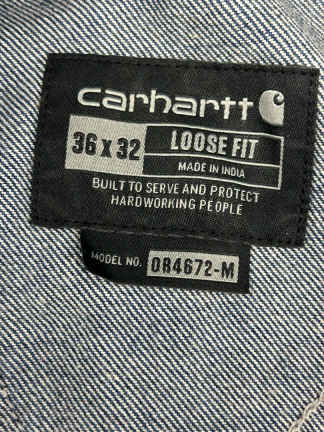 carhartt
36 x 32
LOOSE FIT
MADE IN INDIA
BUILT TO SERVE AND PROTECT
HARDWORKING PEOPLE
MODEL NO. OR4672-M